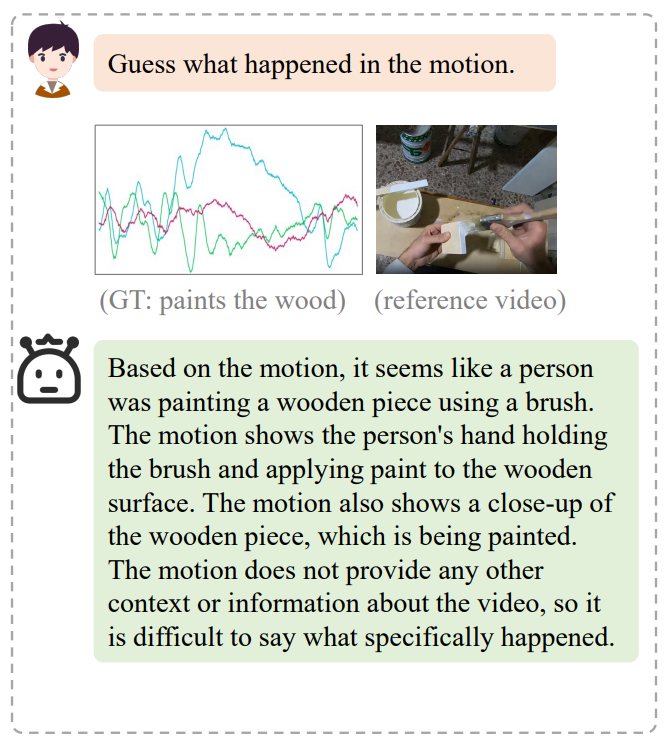 Guess what happened in the motion.
(GT: paints the wood) (reference video)
Based on the motion, it seems like a person
was painting a wooden piece using a brush.
The motion shows the person's hand holding
the brush and applying paint to the wooden
surface. The motion also shows a close-up of
the wooden piece, which is being painted.
The motion does not provide any other
context or information about the video, so it
is difficult to say what specifically happened.